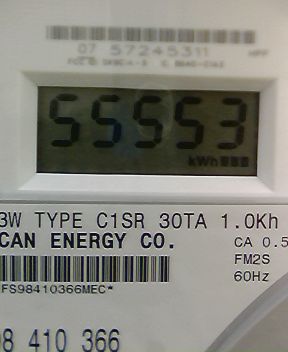 07 57245311
55553
kWh
3W TYPE C1SR 30TA 1.0Kh
CAN ENERGY CO.
CA 0.5
FM2S
60Hz
FS98410366MEC*
98 410 366